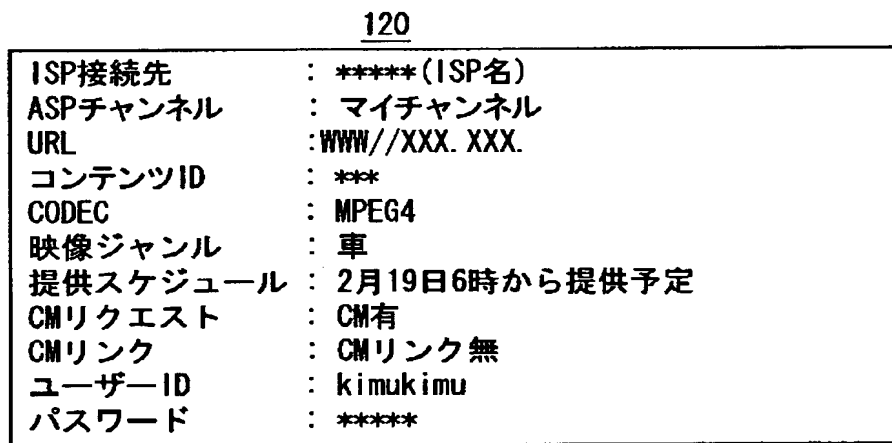 120
ISP接続先 : *****(ISP名)
ASPチャンネル : マイチャンネル
URL :WWW//XXX.XXX.
コンテンツID : ***
CODEC : MPEG4
映像ジャンル : 車
提供スケジュール : 2月19日6時から提供予定
CMリクエスト : CM有
CMリンク : CMリンク無
ユーザーID : kimukimu
パスワード : *****